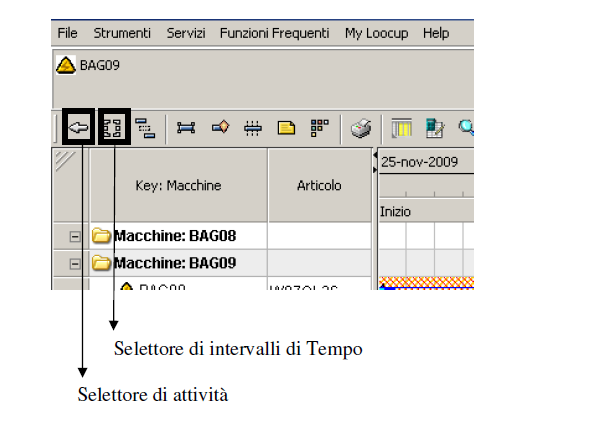 File Strumenti Servizi Funzioni Frequenti My Loocup Help
BAG09
25-nov-2009
Key: Macchine Articolo
Inizio
Macchine: BAG08
Macchine: BAG09
Selettore di intervalli di Tempo
Selettore di attività